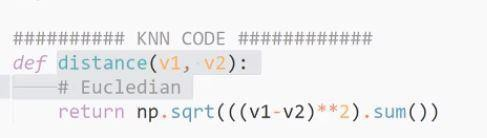 ########## KNN CODE ############
def distance(v1, v2):
# Eucledian
return np.sqrt(((v1-v2)**2).sum())